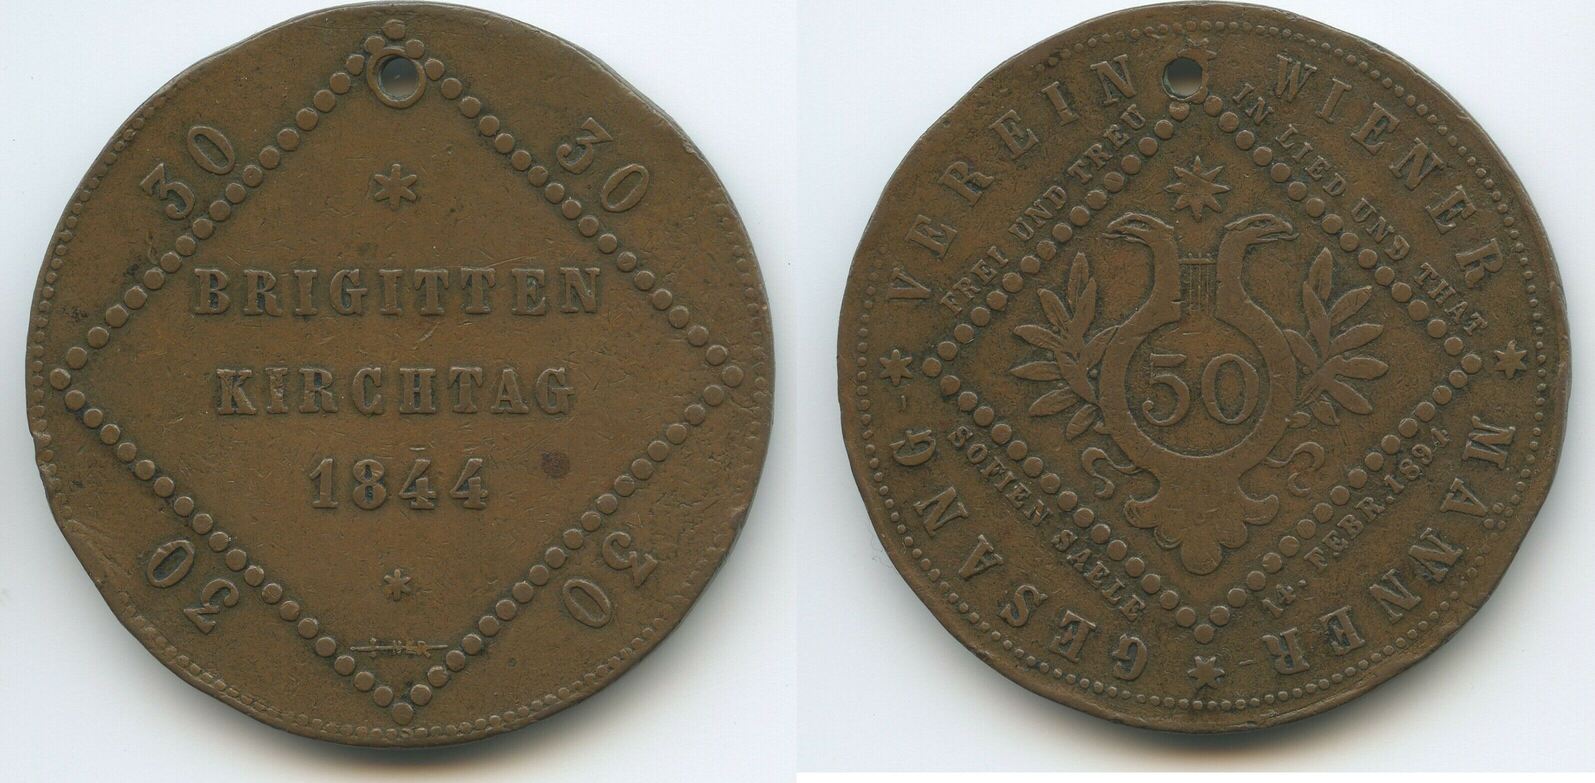 30
30
BRIGITTEN
KIRCHTAG
1844
30
30
VEREIN WIENER MÄNNER-GESANG-
FREI UND TREU
IN LIED UND THAT
50
SOFIEN SAELE
14. FEBR. 1894